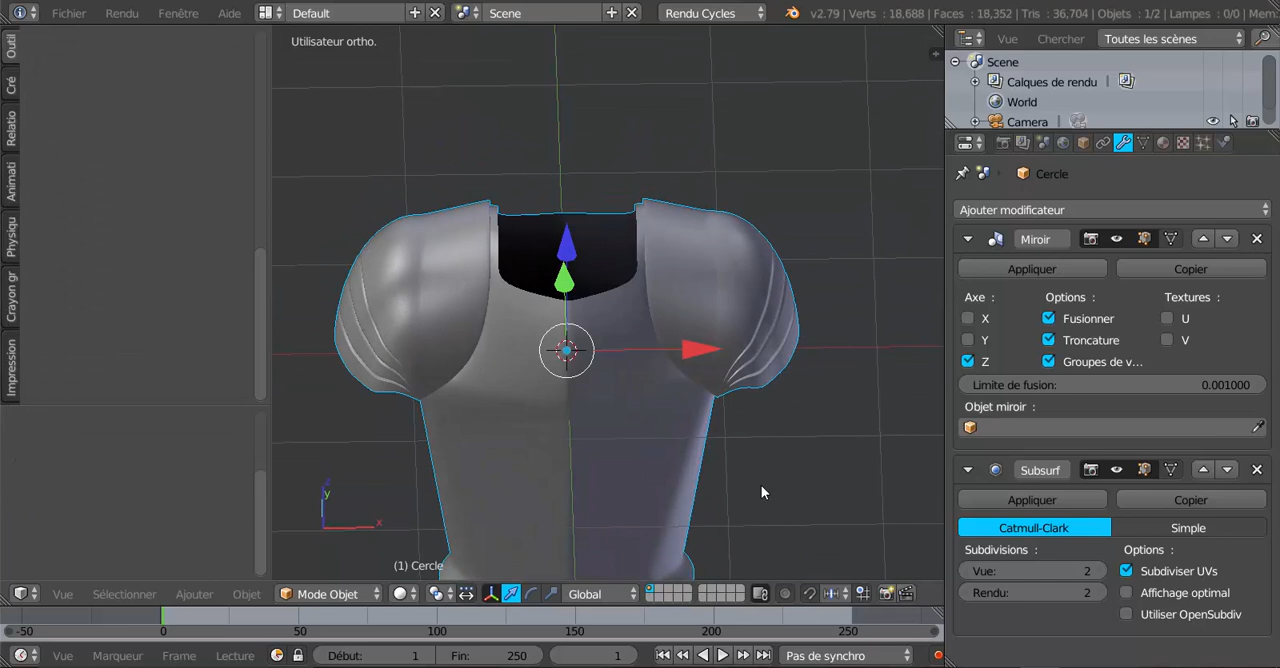 Fichier Rendu Fenêtre Aide Default Scene Rendu Cycles v2.79 | Verts : 18,688 | Faces : 18,352 | Tris : 36,704 | Objets : 1/2 | Lampes : 0/0 | Mem
Utilisateur ortho.
Vue Chercher Toutes les scènes
Scene
Calques de rendu
World
Camera
Outil
Cré
Relatio
Animati
Physiqu
Crayon gr
Impression
Cercle
Ajouter modificateur
Miroir
Appliquer Copier
Axe : Options : Textures :
X Fusionner U
Y Troncature V
Z Groupes de v...
Limite de fusion: 0.001000
Objet miroir :
Subsurf
Appliquer Copier
Catmull-Clark Simple
Subdivisions : Options :
Vue: 2 Subdiviser UVs
Rendu: 2 Affichage optimal
Utiliser OpenSubdiv
z
y
x
(1) Cercle
Vue Sélectionner Ajouter Objet Mode Objet Global
-50 0 50 100 150 200 250
Vue Marqueur Frame Lecture Début: 1 Fin: 250 1 Pas de synchro